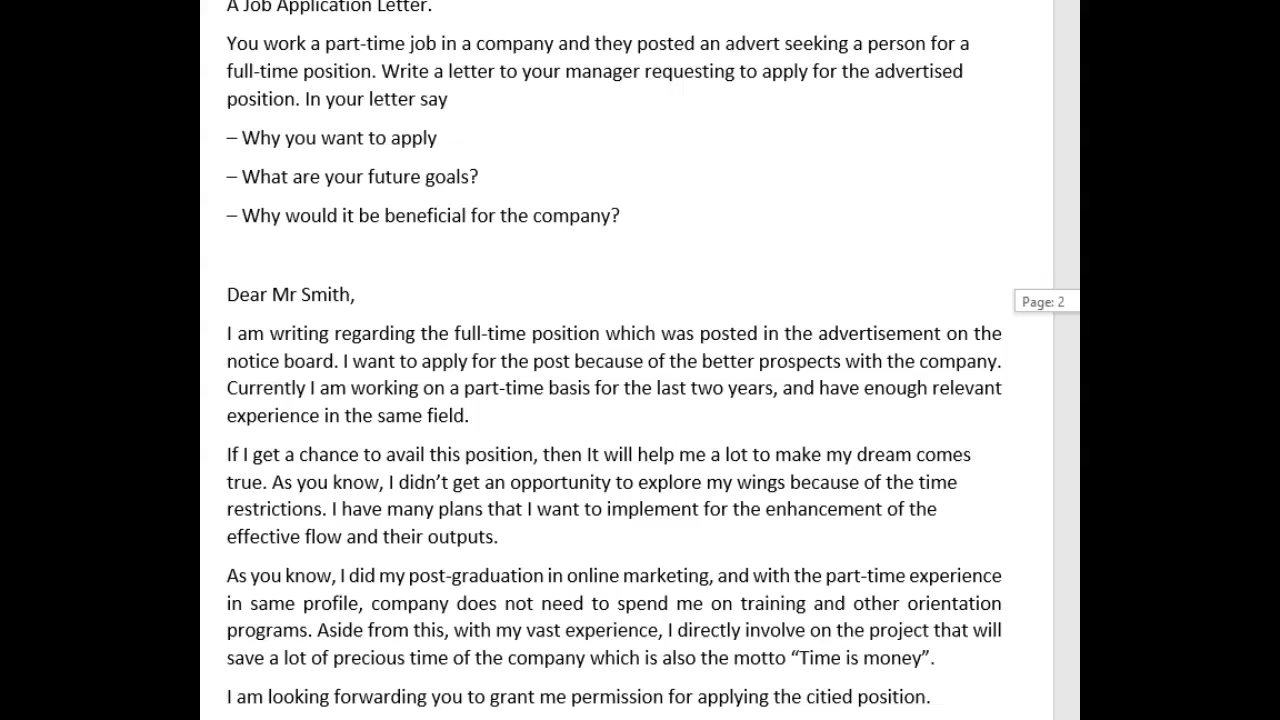 A Job Application Letter.
You work a part-time job in a company and they posted an advert seeking a person for a
full-time position. Write a letter to your manager requesting to apply for the advertised
position. In your letter say
– Why you want to apply
– What are your future goals?
– Why would it be beneficial for the company?
Dear Mr Smith,
Page: 2
I am writing regarding the full-time position which was posted in the advertisement on the
notice board. I want to apply for the post because of the better prospects with the company.
Currently I am working on a part-time basis for the last two years, and have enough relevant
experience in the same field.
If I get a chance to avail this position, then It will help me a lot to make my dream comes
true. As you know, I didn’t get an opportunity to explore my wings because of the time
restrictions. I have many plans that I want to implement for the enhancement of the
effective flow and their outputs.
As you know, I did my post-graduation in online marketing, and with the part-time experience
in same profile, company does not need to spend me on training and other orientation
programs. Aside from this, with my vast experience, I directly involve on the project that will
save a lot of precious time of the company which is also the motto “Time is money”.
I am looking forwarding you to grant me permission for applying the citied position.